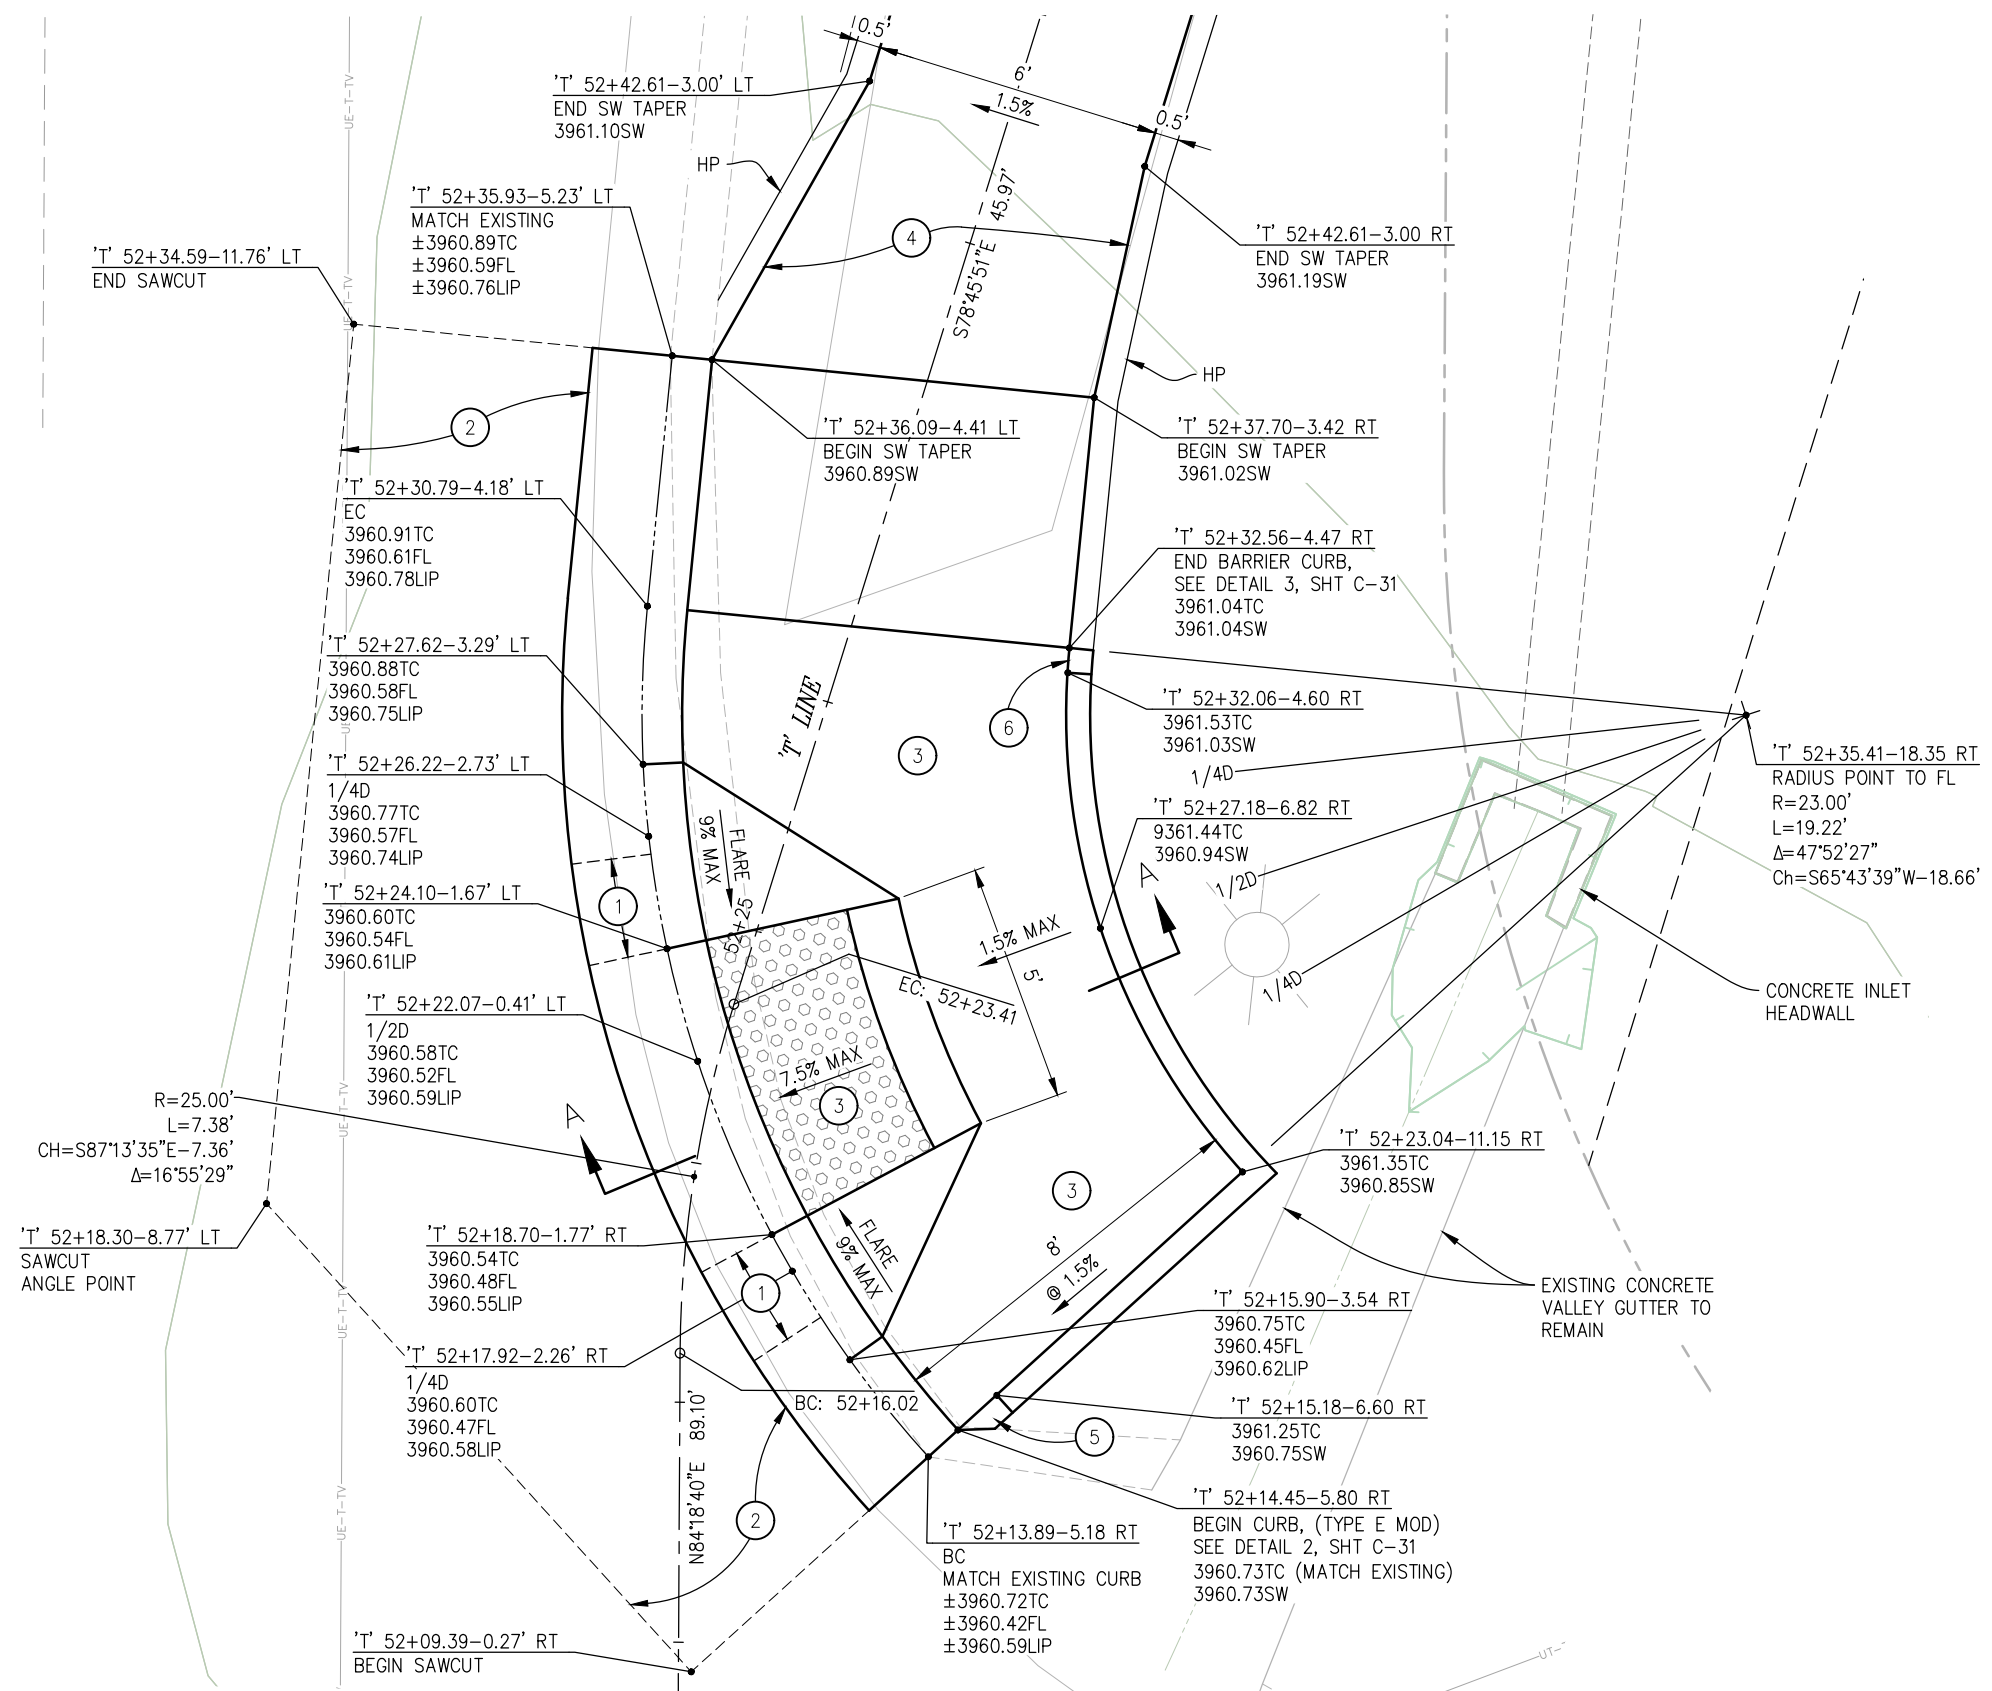 0.5'
6'
1.5%
0.5'
'T' 52+42.61-3.00' LT
END SW TAPER
3961.10SW
HP
'T' 52+35.93-5.23' LT
MATCH EXISTING
±3960.89TC
±3960.59FL
±3960.76LIP
'T' 52+34.59-11.76' LT
END SAWCUT
4
S78°45'51"E 45.97'
'T' 52+42.61-3.00 RT
END SW TAPER
3961.19SW
HP
2
'T' 52+36.09-4.41 LT
BEGIN SW TAPER
3960.89SW
'T' 52+37.70-3.42 RT
BEGIN SW TAPER
3961.02SW
'T' 52+30.79-4.18' LT
EC
3960.91TC
3960.61FL
3960.78LIP
'T' 52+32.56-4.47 RT
END BARRIER CURB,
SEE DETAIL 3, SHT C-31
3961.04TC
3961.04SW
'T' 52+27.62-3.29' LT
3960.88TC
3960.58FL
3960.75LIP
'T' LINE
6
3
'T' 52+32.06-4.60 RT
3961.53TC
3961.03SW
1/4D
'T' 52+35.41-18.35 RT
RADIUS POINT TO FL
R=23.00'
L=19.22'
Δ=47°52'27"
Ch=S65°43'39"W-18.66'
'T' 52+26.22-2.73' LT
1/4D
3960.77TC
3960.57FL
3960.74LIP
FLARE
9% MAX
'T' 52+27.18-6.82 RT
9361.44TC
3960.94SW
A
1/2D
1/4D
1
'T' 52+24.10-1.67' LT
3960.60TC
3960.54FL
3960.61LIP
52+25
1.5% MAX
5'
EC: 52+23.41
CONCRETE INLET
HEADWALL
'T' 52+22.07-0.41' LT
1/2D
3960.58TC
3960.52FL
3960.59LIP
7.5% MAX
3
R=25.00'
L=7.38'
CH=S87°13'35"E-7.36'
Δ=16°55'29"
A
'T' 52+23.04-11.15 RT
3961.35TC
3960.85SW
3
'T' 52+18.30-8.77' LT
SAWCUT
ANGLE POINT
'T' 52+18.70-1.77' RT
3960.54TC
3960.48FL
3960.55LIP
FLARE
9% MAX
8'
@ 1.5%
1
EXISTING CONCRETE
VALLEY GUTTER TO
REMAIN
'T' 52+15.90-3.54 RT
3960.75TC
3960.45FL
3960.62LIP
'T' 52+17.92-2.26' RT
1/4D
3960.60TC
3960.47FL
3960.58LIP
BC: 52+16.02
'T' 52+15.18-6.60 RT
3961.25TC
3960.75SW
5
N84°18'40"E 89.10'
2
'T' 52+14.45-5.80 RT
BEGIN CURB, (TYPE E MOD)
SEE DETAIL 2, SHT C-31
3960.73TC (MATCH EXISTING)
3960.73SW
'T' 52+13.89-5.18 RT
BC
MATCH EXISTING CURB
±3960.72TC
±3960.42FL
±3960.59LIP
'T' 52+09.39-0.27' RT
BEGIN SAWCUT
UE-T-TV
UE-T-TV
UE-T-TV
UE-T-TV
UE-T-TV
UT-